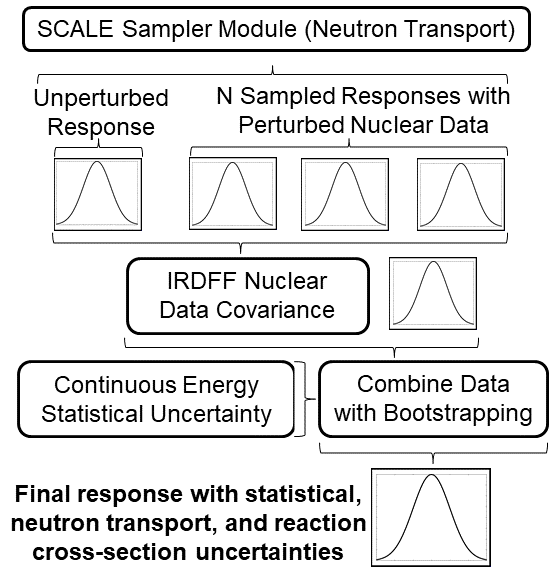 SCALE Sampler Module (Neutron Transport)
Unperturbed
Response
N Sampled Responses with
Perturbed Nuclear Data
IRDFF Nuclear
Data Covariance
Continuous Energy
Statistical Uncertainty
Combine Data
with Bootstrapping
Final response with statistical,
neutron transport, and reaction
cross-section uncertainties